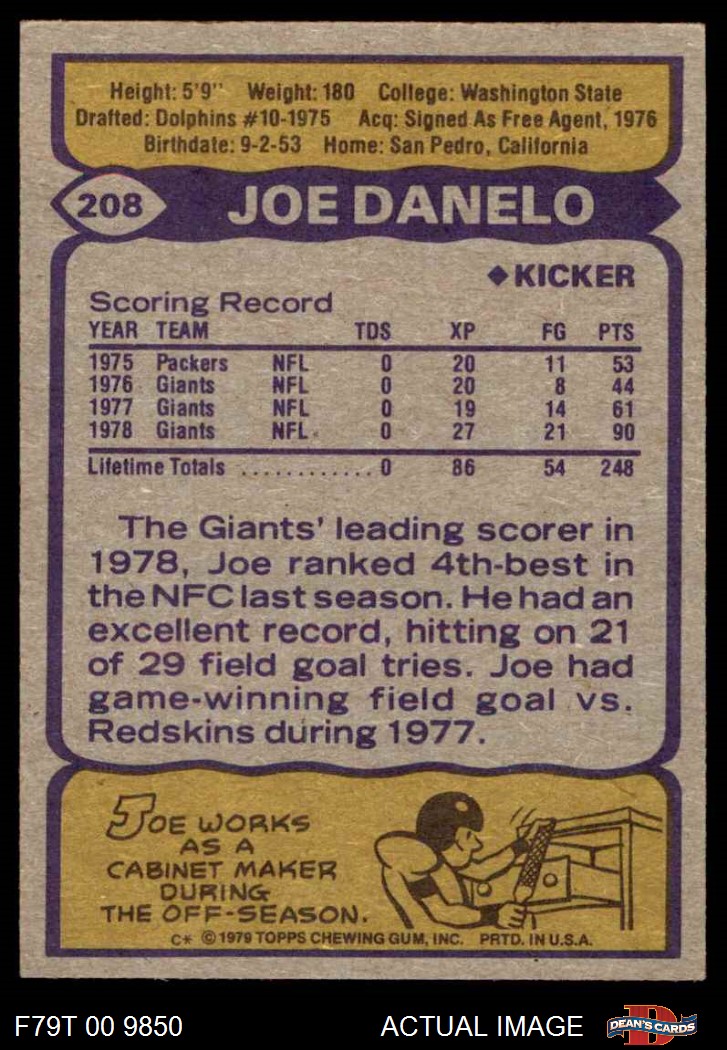 Height: 5'9" Weight: 180 College: Washington State
Drafted: Dolphins #10-1975 Acq: Signed As Free Agent, 1976
Birthdate: 9-2-53 Home: San Pedro, California
208 JOE DANELO
◆KICKER
Scoring Record
YEAR TEAM TDS XP FG PTS
1975 Packers NFL 0 20 11 53
1976 Giants NFL 0 20 8 44
1977 Giants NFL 0 19 14 61
1978 Giants NFL 0 27 21 90
Lifetime Totals ............ 0 86 54 248
The Giants' leading scorer in
1978, Joe ranked 4th-best in
the NFC last season. He had an
excellent record, hitting on 21
of 29 field goal tries. Joe had
game-winning field goal vs.
Redskins during 1977.
JOE WORKS
AS A
CABINET MAKER
DURING
THE OFF-SEASON.
C* © 1979 TOPPS CHEWING GUM, INC. PRTD. IN U.S.A.
F79T 00 9850 ACTUAL IMAGE D DEAN'S CARDS